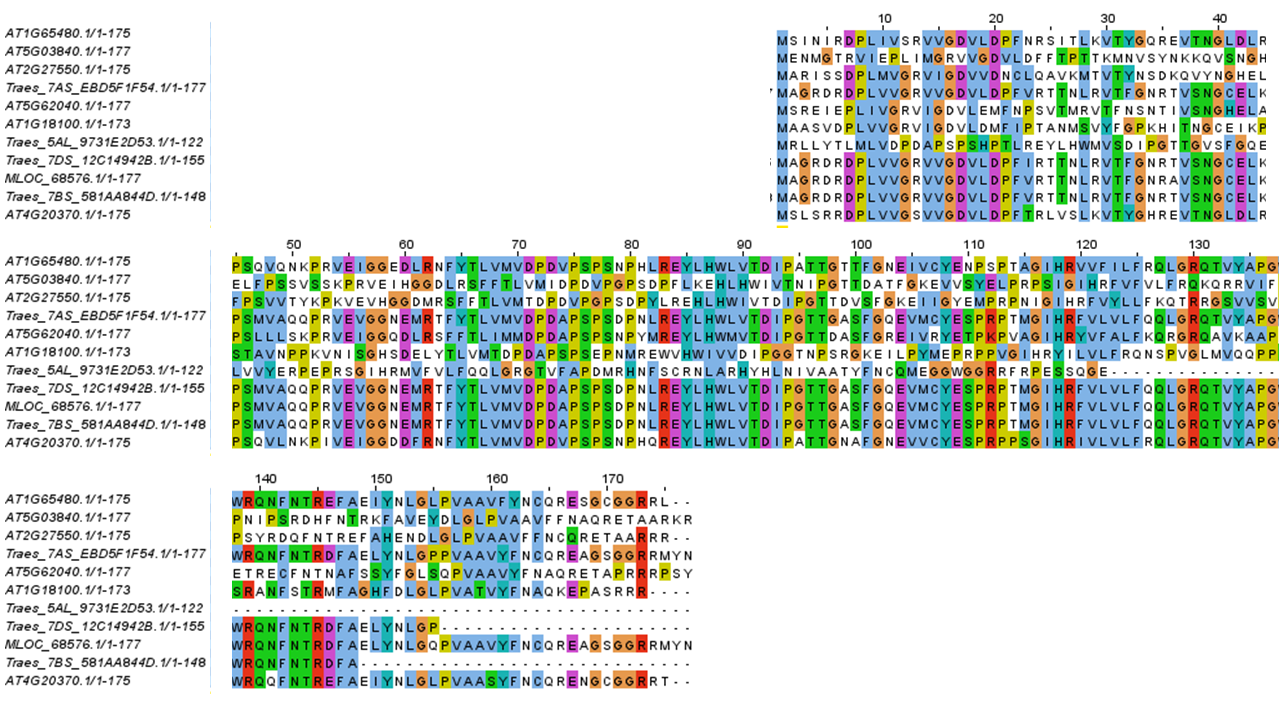 10 20 30 40
AT1G65480.1/1-175 MSINIRDPLIVSRVVGDVLDPFNRSITLKVTYGQREVTNGLDLR
AT5G03840.1/1-177 MENMGTRVIEPLIMGRVVGDVLDFFTPTTKMNVSYNKKQVSNGH
AT2G27550.1/1-175 MARISSDPLMVGRVIGDVVDNCLQAVKMTVTYNSDKQVYNGHEL
Traes_7AS_EBD5F1F54.1/1-177 MAGRDRDPLVVGRVVGDVLDPFVRTTNLRVTFGNRTVSNGCELK
AT5G62040.1/1-177 MSREIEPLIVGRVIGDVLEMFNPSVTMRVTFNSNTIVSNGHELA
AT1G18100.1/1-173 MAASVDPLVVGRVIGDVLDMFIPTANMSVYFGPKHITNGCEIKP
Traes_5AL_9731E2D53.1/1-122 MRLLYTLMLVDPDAPSPSHPTLREYLHWMVSDIPGTTGVSFGQE
Traes_7DS_12C14942B.1/1-155 MAGRDRDPLVVGRVVGDVLDPFIRTTNLRVTFGNRTVSNGCELK
MLOC_68576.1/1-177 MAGRDRDPLVVGRVVGDVLDPFVRTTNLRVTFGNRAVSNGCELK
Traes_7BS_581AA844D.1/1-148 MAGRDRDPLVVGRVVGDVLDPFVRTTNLRVTFGNRTVSNGCELK
AT4G20370.1/1-175 MSLSRRDPLVVGSVVGDVLDPFTRLVSLKVTYGHREVTNGLDLR
50 60 70 80 90 100 110 120 130
AT1G65480.1/1-175 PSQVQNKPRVEIGGEDLRNFYTLVMVDPDVPSPSNPHLREYLHWLVTDIPATTGTTFGNEIVCYENPSPTAGIHRVVFILFRQLGRQTVYAPG
AT5G03840.1/1-177 ELFPSSVSSKPRVEIHGGDLRSFFTLVMIDPDVPGPSDPFLKEHLHWIVTNIPGTTDATFGKEVVSYELPRPSIGIHRFVFVLFRQKQRRVIF
AT2G27550.1/1-175 FPSVVTYKPKVEVHGGDMRSFFTLVMTDPDVPGPSDPYLREHLHWIVTDIPGTTDVSFGKEIIGYEMPRPNIGIHRFVYLLFKQTRRGSVVSV
Traes_7AS_EBD5F1F54.1/1-177 PSMVAQQPRVEVGGNEMRTFYTLVMVDPDAPSPSDPNLREYLHWLVTDIPGTTGASFGQEVMCYESPRPTMGIHRFVLVLFQQLGRQTVYAPG
AT5G62040.1/1-177 PSLLLSKPRVEIGGQDLRSFFTLIMMDPDAPSPSNPYMREYLHWMVTDIPGTTDASFGREIVRYETPKPVAGIHRYVFALFKQRGRQAVKAAP
AT1G18100.1/1-173 STAVNPPKVNISGHSDELYTLVMTDPDAPSPSEPNMREWVHWIVVDIPGGTNPSRGKEILPYMEPRPPVGIHRYILVLFRQNSPVGLMVQQPP
Traes_5AL_9731E2D53.1/1-122 LVVYERPEPRSGIHRMVFVLFQQLGRGTVFAPDMRHNFSCRNLARHYHLNIVAATYFNCQMEGGWGGRRFRPESSQGE---------------
Traes_7DS_12C14942B.1/1-155 PSMVAQQPRVEVGGNEMRTFYTLVMVDPDAPSPSDPNLREYLHWLVTDIPGTTGASFGQEVMCYESPRPTMGIHRFVLVLFQQLGRQTVYAPG
MLOC_68576.1/1-177 PSMVAQQPRVEVGGNEMRTFYTLVMVDPDAPSPSDPNLREYLHWLVTDIPGTTGASFGQEVMCYESPRPTMGIHRFVLVLFQQLGRQTVYAPG
Traes_7BS_581AA844D.1/1-148 PSMVAQQPRVEVGGNEMRTFYTLVMVDPDAPSPSDPNLREYLHWLVTDIPGTTGASFGQEVMCYESPRPTMGIHRFVLVLFQQLGRQTVYAPG
AT4G20370.1/1-175 PSQVLNKPIVEIGGDDFRNFYTLVMVDPDVPSPSNPHQREYLHWLVTDIPATTGNAFGNEVVCYESPRPPSGIHRIVLVLFRQLGRQTVYAPG
140 150 160 170
AT1G65480.1/1-175 WRQNFNTREFAEIYNLGLPVAAVFYNCQRESGCGGRRL--
AT5G03840.1/1-177 PNIPSRDHFNTRKFAVEYDLGLPVAAVFFNAQRETAARKR
AT2G27550.1/1-175 PSYRDQFNTREFAHENDLGLPVAAVFFNCQRETAARRR--
Traes_7AS_EBD5F1F54.1/1-177 WRQNFNTRDFAELYNLGPPVAAVYFNCQREAGSGGRRMYN
AT5G62040.1/1-177 ETRECFNTNAFSSYFGLSQPVAAVYFNAQRETAPRRRPSY
AT1G18100.1/1-173 SRANFSTRMFAGHFDLGLPVATVYFNAQKEPASRRR----
Traes_5AL_9731E2D53.1/1-122 ----------------------------------------
Traes_7DS_12C14942B.1/1-155 WRQNFNTRDFAELYNLGP----------------------
MLOC_68576.1/1-177 WRQNFNTRDFAELYNLGQPVAAVYFNCQREAGSGGRRMYN
Traes_7BS_581AA844D.1/1-148 WRQNFNTRDFA-----------------------------
AT4G20370.1/1-175 WRQQFNTREFAEIYNLGLPVAASYFNCQRENGCGGRRT--